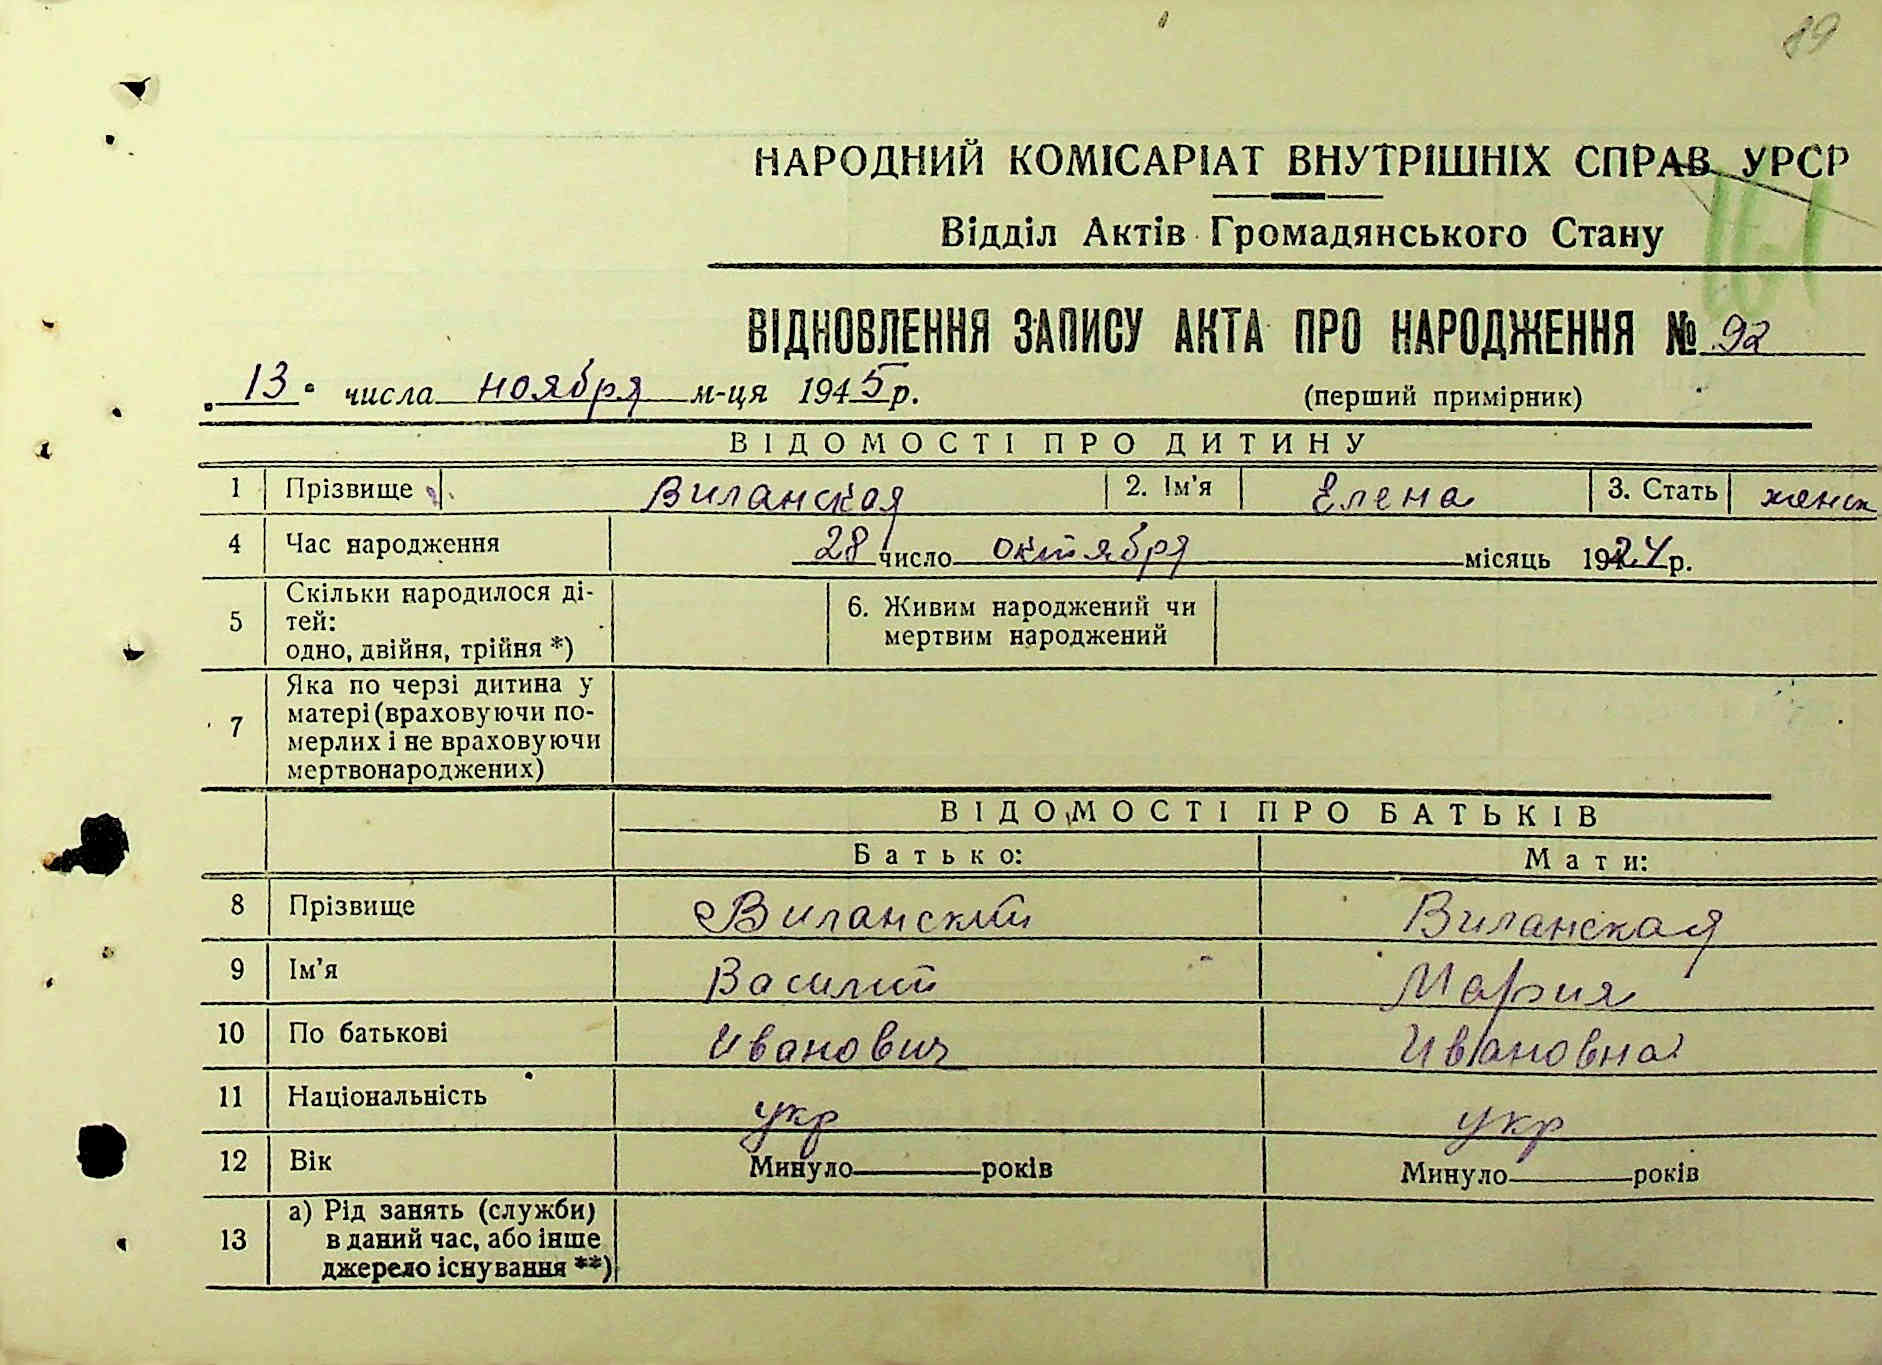 89
НАРОДНИЙ КОМІСАРІАТ ВНУТРІШНІХ СПРАВ УРСР
161
Відділ Актів Громадянського Стану
ВІДНОВЛЕННЯ ЗАПИСУ АКТА ПРО НАРОДЖЕННЯ № 92
„13" числа ноября м-ця 1945 р. (перший примірник)
ВІДОМОСТІ ПРО ДИТИНУ
1 Прізвище Виланская 2. Ім'я Елена 3. Стать женск
4 Час народження 28 число октября місяць 1924 р.
5 Скільки народилося ді-
тей:
одно, двійня, трійня *)
6. Живим народжений чи
мертвим народжений
7 Яка по черзі дитина у
матері (враховуючи по-
мерлих і не враховуючи
мертвонароджених)
ВІДОМОСТІ ПРО БАТЬКІВ
Батько: Мати:
8 Прізвище Виланский Виланская
9 Ім'я Василий Мария
10 По батькові Иванович Ивановна
11 Національність укр укр
12 Вік Минуло років Минуло років
13 а) Рід занять (служби)
в даний час, або інше
джерело існування **)